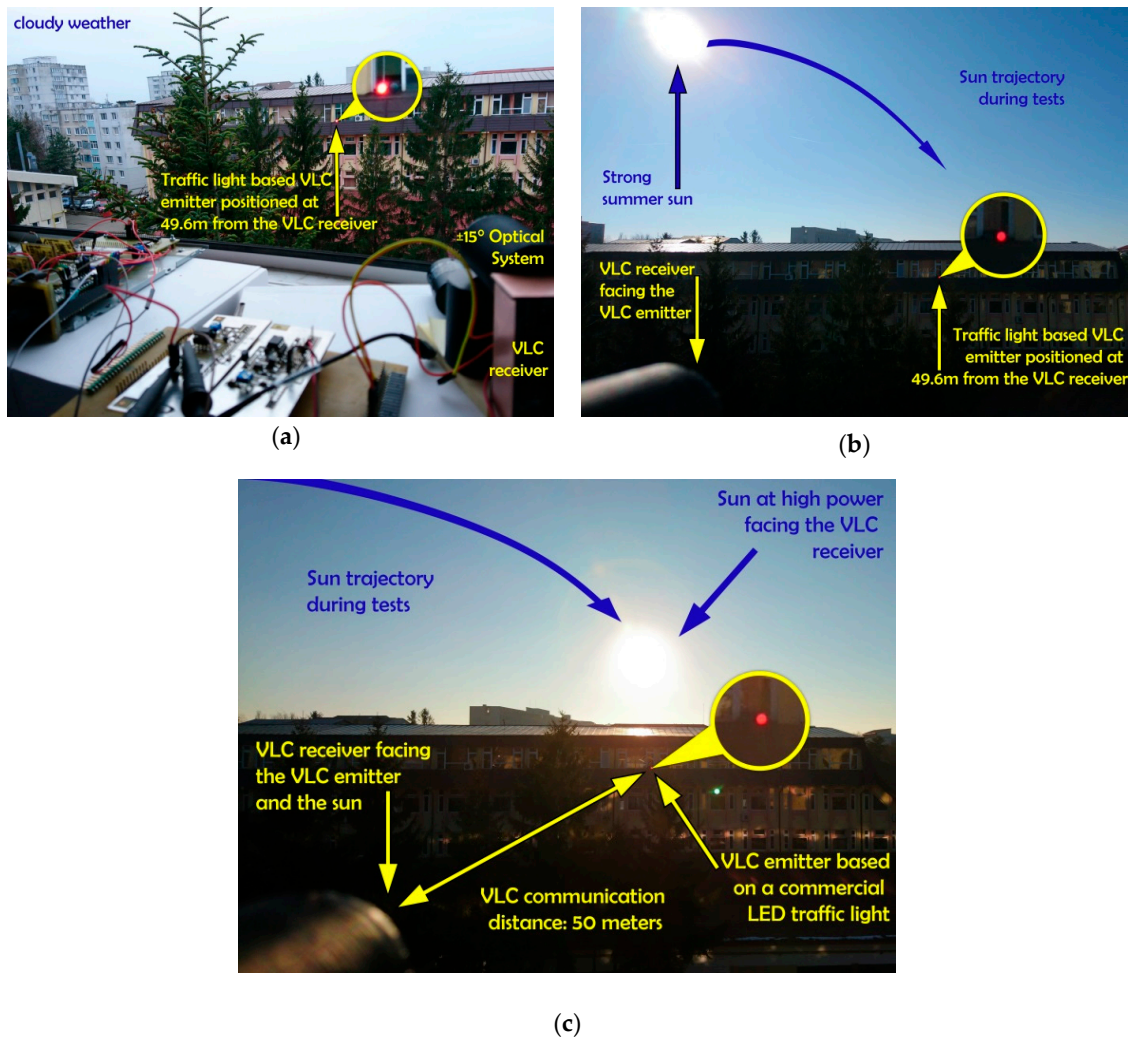 cloudy weather
Traffic light based VLC
emitter positioned at
49.6m from the VLC receiver
±15° Optical
System
VLC
receiver
(a)
Sun trajectory
during tests
Strong
summer sun
VLC receiver
facing the
VLC emitter
Traffic light based VLC
emitter positioned at
49.6m from the VLC receiver
(b)
Sun at high power
facing the VLC
receiver
Sun trajectory
during tests
VLC receiver facing
the VLC emitter
and the sun
VLC communication
distance: 50 meters
VLC emitter based
on a commercial
LED traffic light
(c)